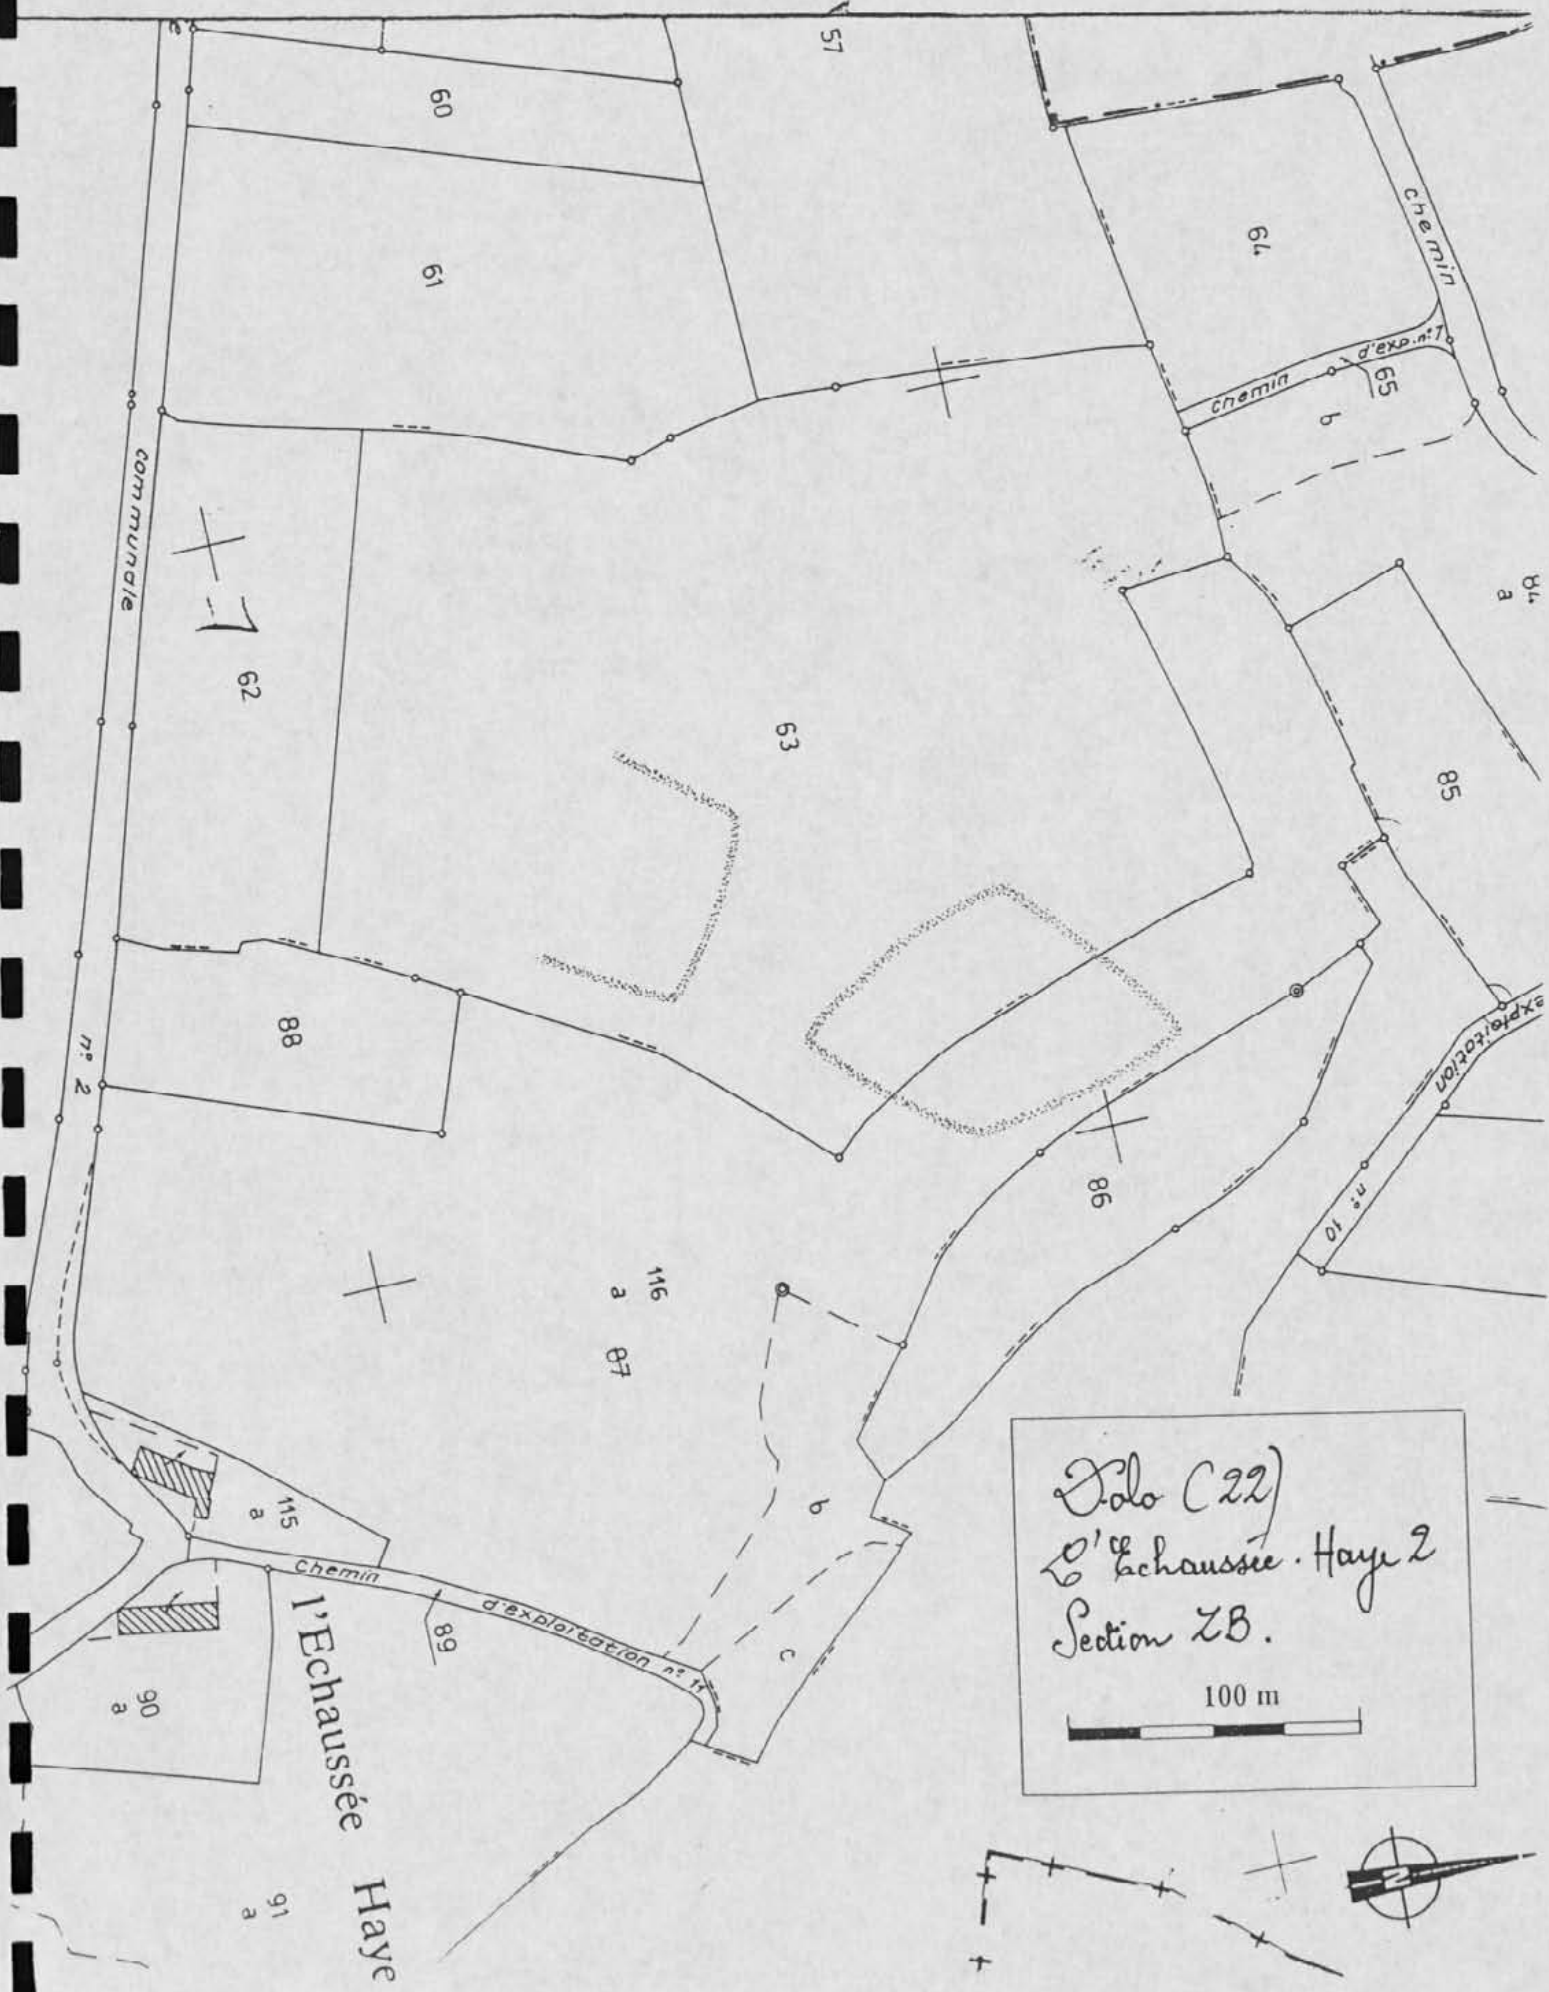 57
60
61
64
chemin
chemin d'exp. n° 7
65
b
84
a
communale
62
63
85
exploitation
n° 10
88
n° 2
86
116
a
87
b
c
115
a
chemin d'exploitation n° 11
89
90
a
91
a
l'Echaussée Haye
Dolo (22)
L'Echaussée. Haye 2
Section ZB.
100 m
N